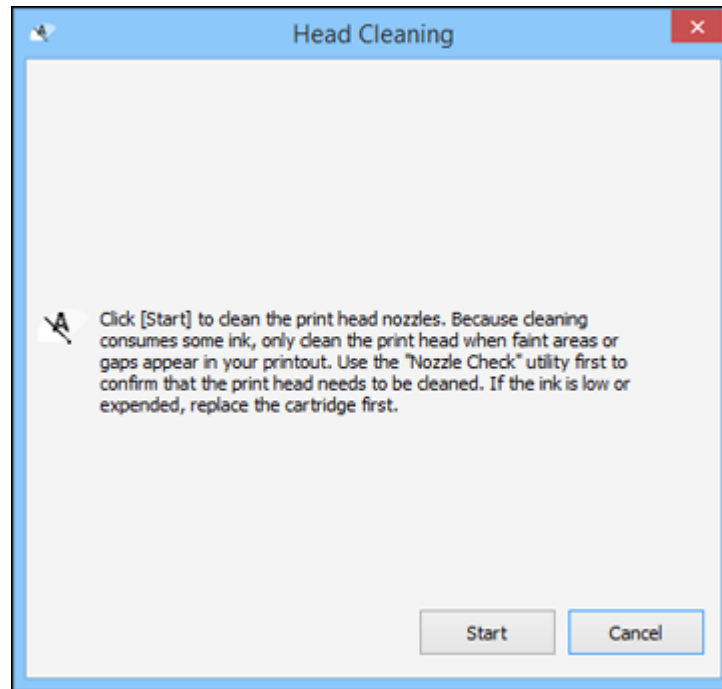 Head Cleaning
Click [Start] to clean the print head nozzles. Because cleaning
consumes some ink, only clean the print head when faint areas or
gaps appear in your printout. Use the "Nozzle Check" utility first to
confirm that the print head needs to be cleaned. If the ink is low or
expended, replace the cartridge first.
Start
Cancel